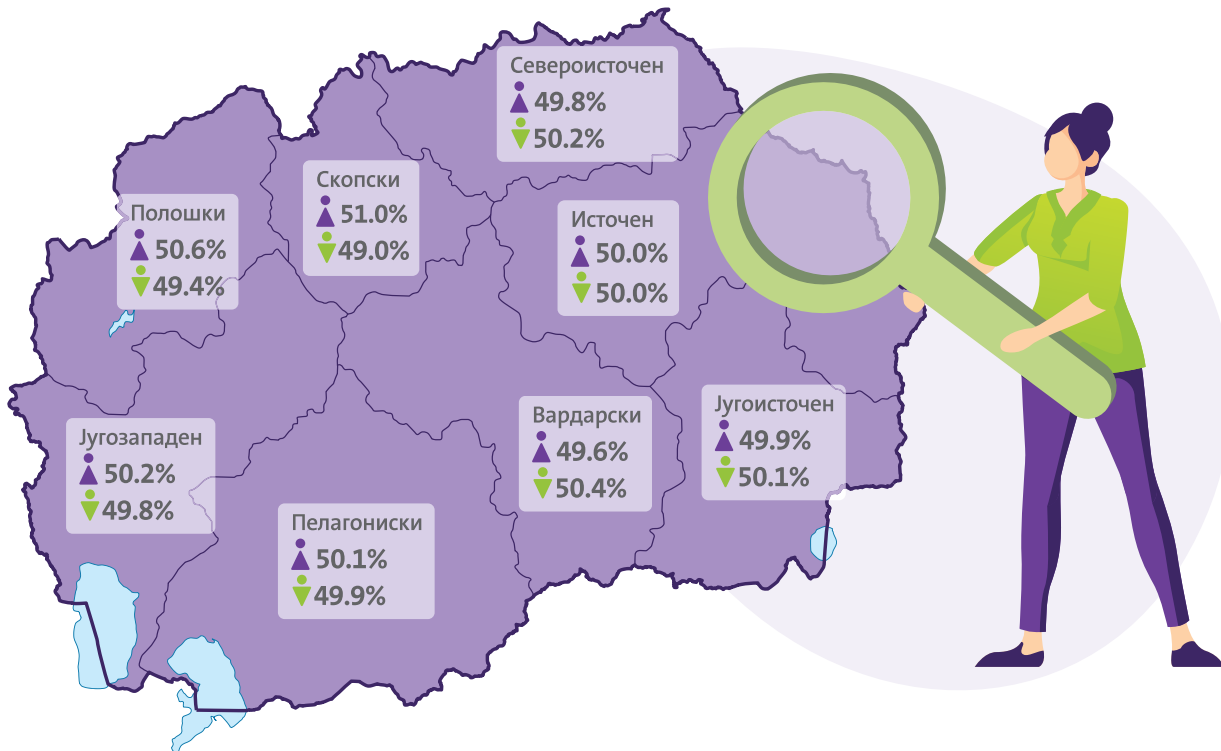 Североисточен
49.8%
50.2%
Скопски
51.0%
49.0%
Полошки
50.6%
49.4%
Источен
50.0%
50.0%
Југоисточен
49.9%
50.1%
Вардарски
49.6%
50.4%
Југозападен
50.2%
49.8%
Пелагониски
50.1%
49.9%